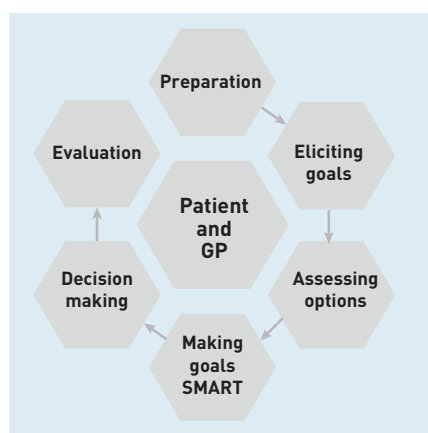 Preparation
Eliciting
goals
Assessing
options
Making
goals
SMART
Decision
making
Evaluation
Patient
and
GP